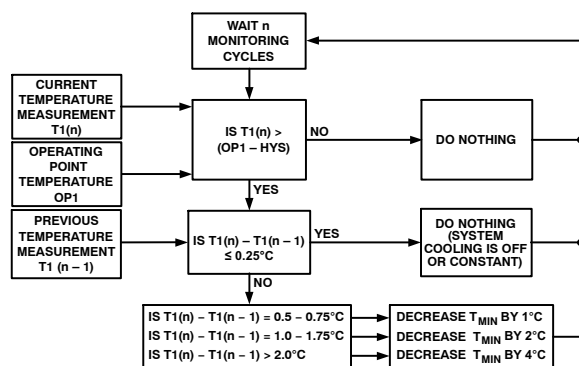 WAIT n
MONITORING
CYCLES
CURRENT
TEMPERATURE
MEASUREMENT
T1(n)
IS T1(n) >
(OP1 – HYS)
NO
DO NOTHING
OPERATING
POINT
TEMPERATURE
OP1
YES
PREVIOUS
TEMPERATURE
MEASUREMENT
T1 (n – 1)
IS T1(n) – T1(n – 1)
≤ 0.25°C
YES
DO NOTHING
(SYSTEM
COOLING IS OFF
OR CONSTANT)
NO
IS T1(n) – T1(n – 1) = 0.5 – 0.75°C
DECREASE TMIN BY 1°C
IS T1(n) – T1(n – 1) = 1.0 – 1.75°C
DECREASE TMIN BY 2°C
IS T1(n) – T1(n – 1) > 2.0°C
DECREASE TMIN BY 4°C